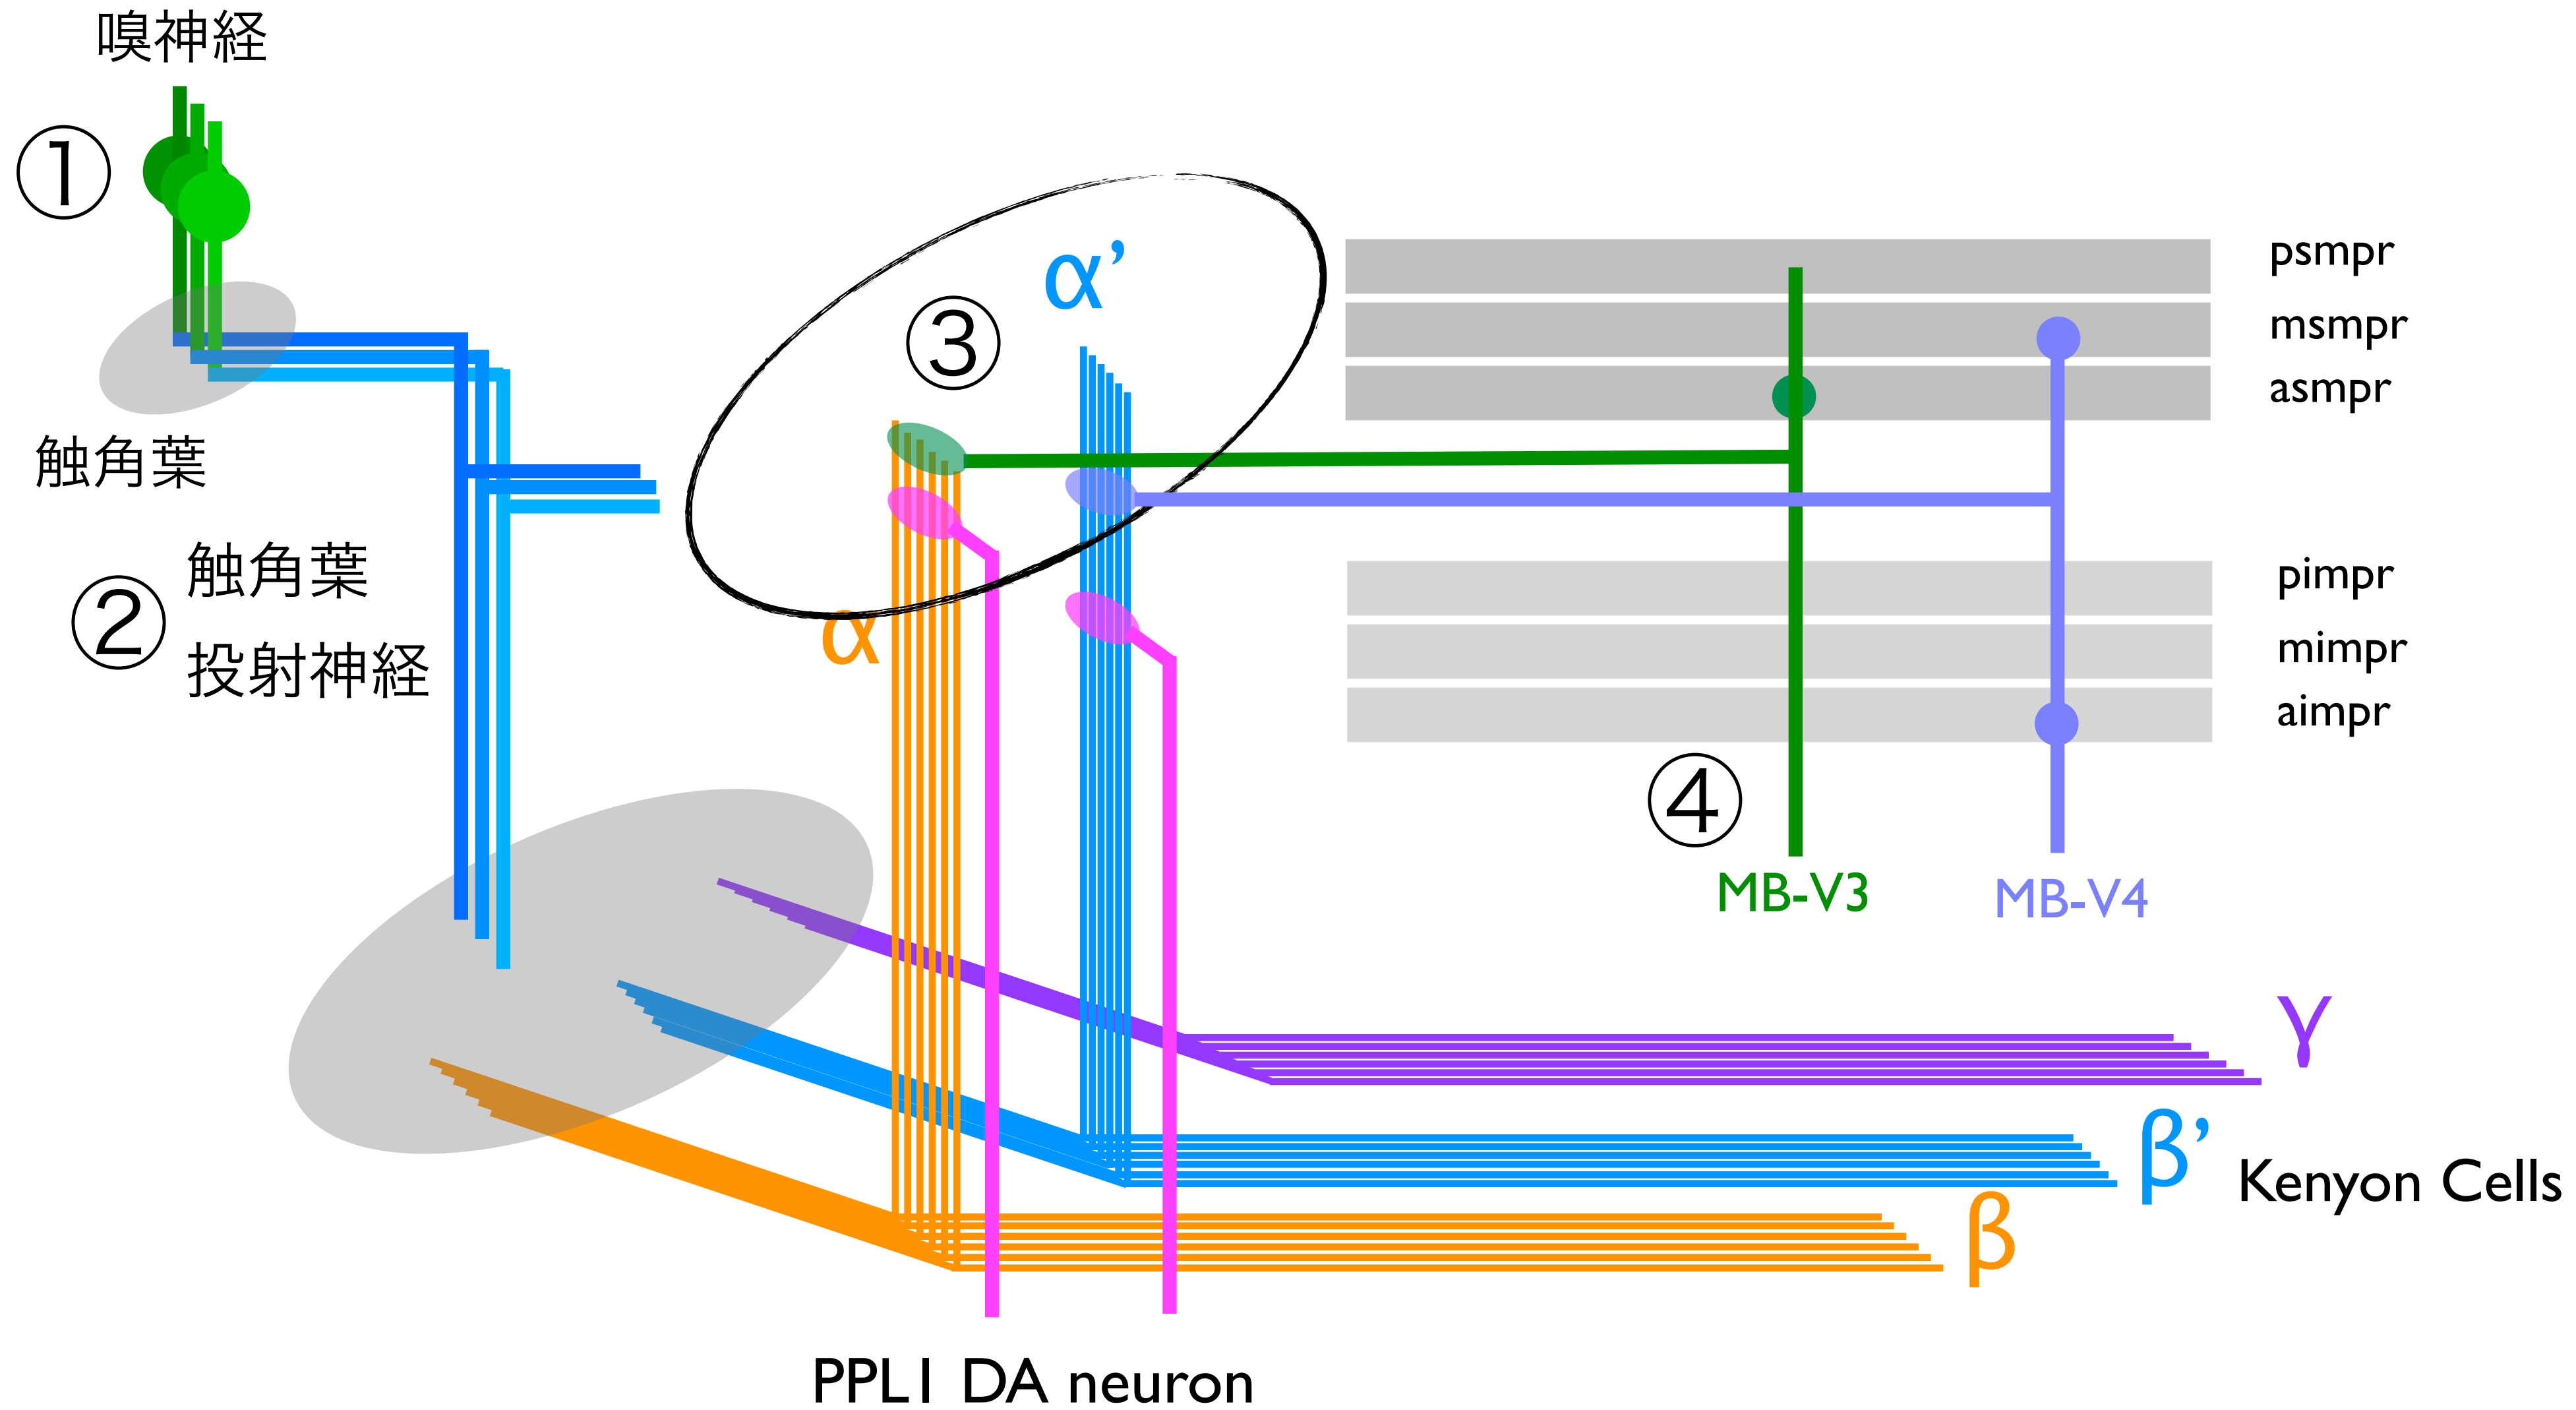 嗅神経
①
触角葉
②
触角葉
投射神経
③
α’
α
psmpr
msmpr
asmpr
pimpr
mimpr
aimpr
④
MB-V3
MB-V4
γ
β’
Kenyon Cells
β
PPL1 DA neuron